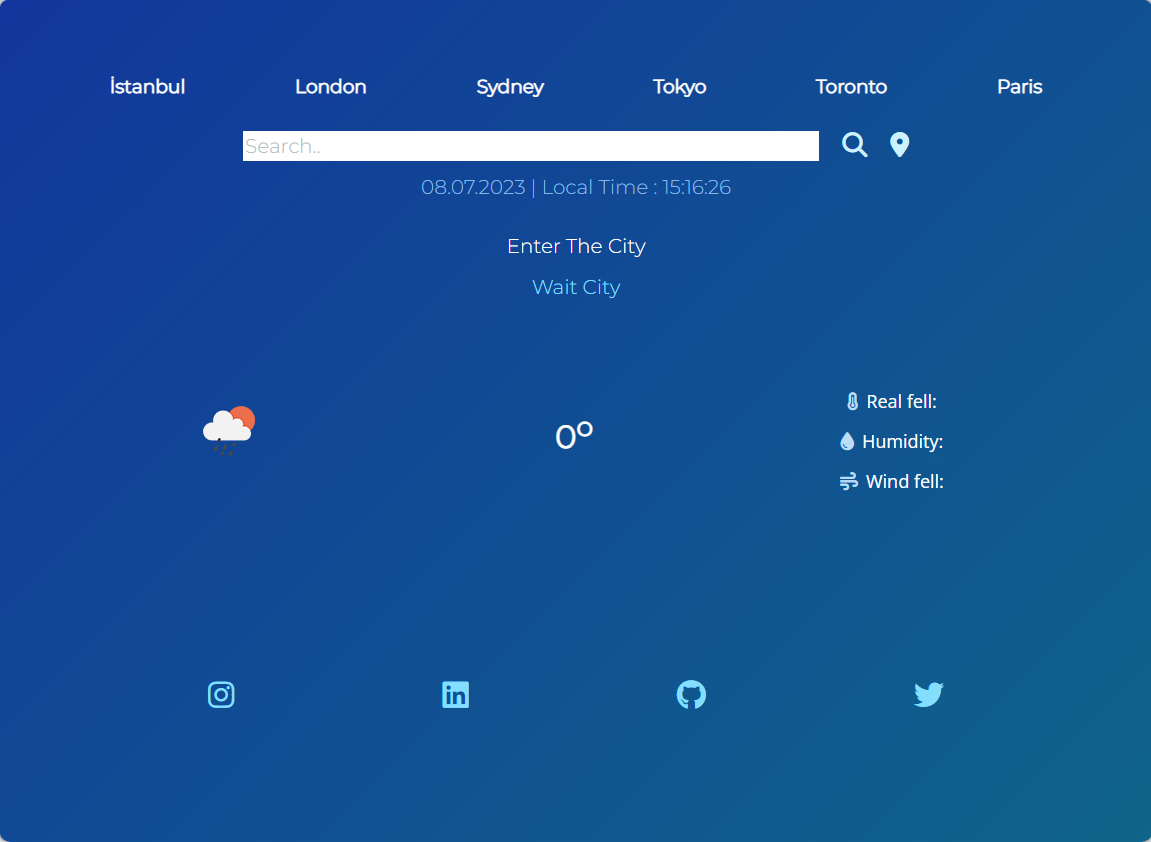 İstanbul London Sydney Tokyo Toronto Paris
Search..
08.07.2023 | Local Time : 15:16:26
Enter The City
Wait City
0°
Real fell:
Humidity:
Wind fell:
in